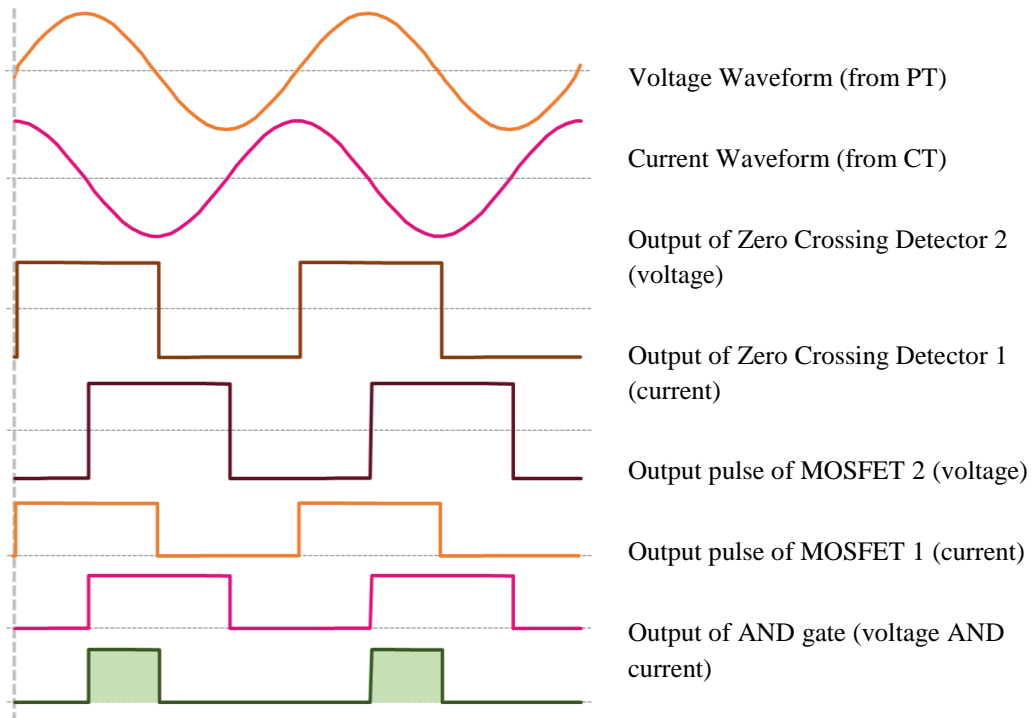 Voltage Waveform (from PT)
Current Waveform (from CT)
Output of Zero Crossing Detector 2
(voltage)
Output of Zero Crossing Detector 1
(current)
Output pulse of MOSFET 2 (voltage)
Output pulse of MOSFET 1 (current)
Output of AND gate (voltage AND
current)